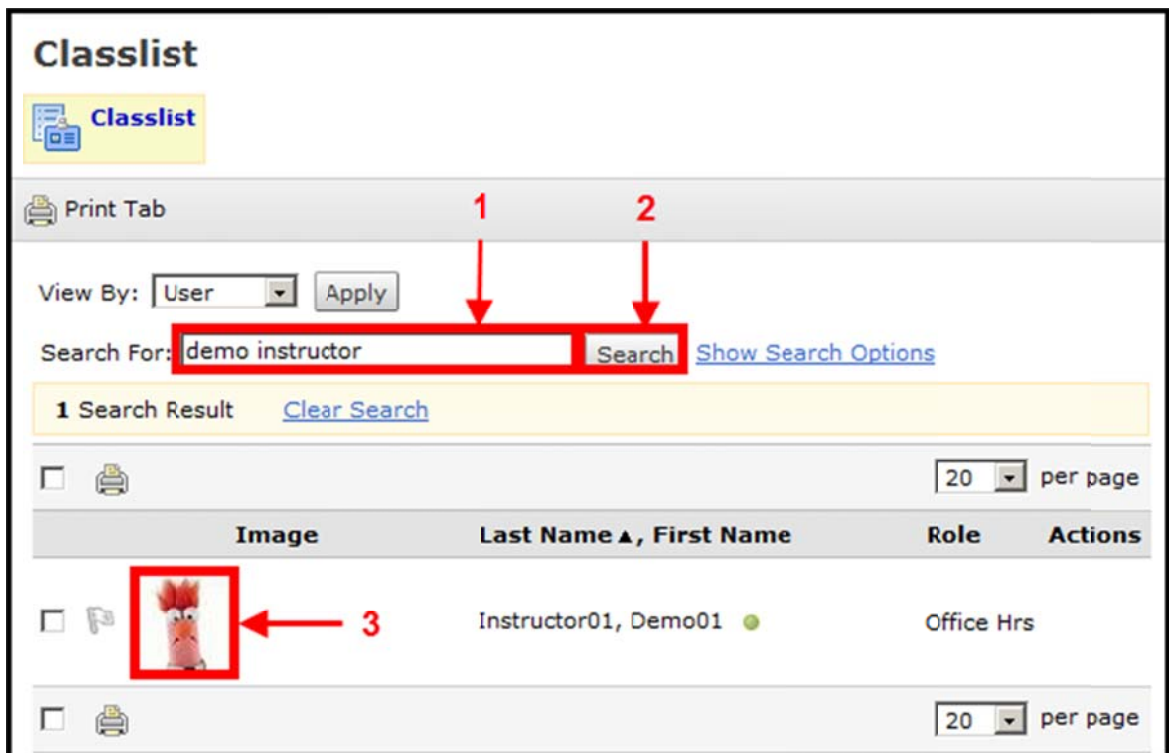 Classlist
Classlist
Print Tab
1
2
View By: User Apply
Search For: demo instructor Search Show Search Options
1 Search Result Clear Search
20 per page
Image Last Name ▲, First Name Role Actions
3 Instructor01, Demo01 Office Hrs
20 per page